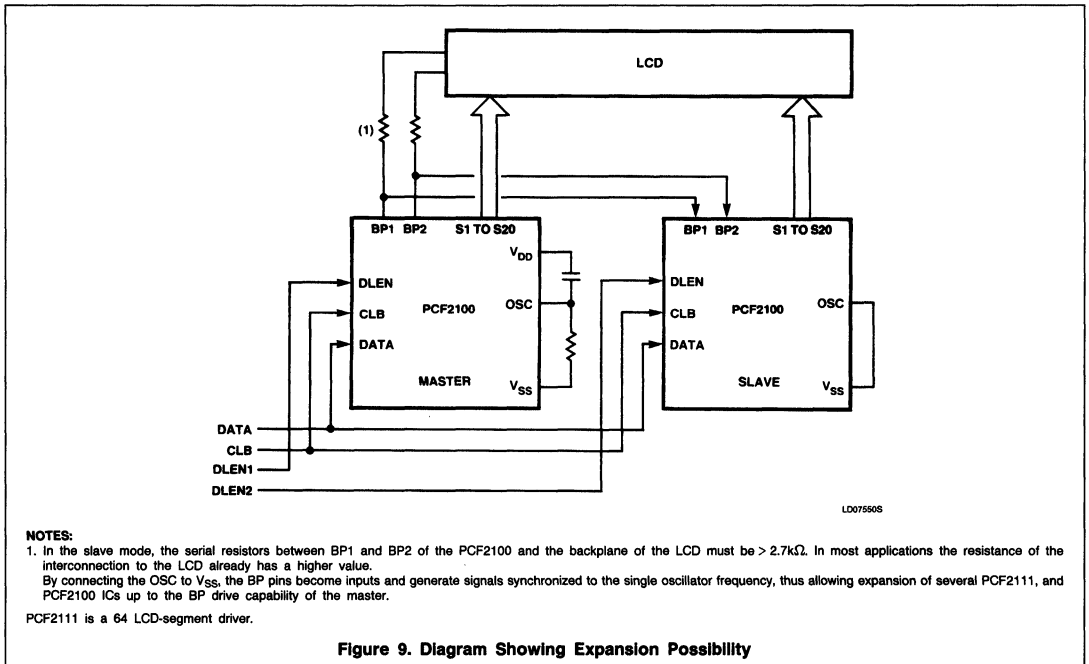 LCD
(1)
BP1 BP2 S1 TO S20
BP1 BP2 S1 TO S20
VDD
DLEN
DLEN
OSC
PCF2100
PCF2100
OSC
CLB
CLB
DATA
DATA
MASTER
VSS
SLAVE
VSS
DATA
CLB
DLEN1
DLEN2
LD07550S
NOTES:
1. In the slave mode, the serial resistors between BP1 and BP2 of the PCF2100 and the backplane of the LCD must be > 2.7kΩ. In most applications the resistance of the
interconnection to the LCD already has a higher value.
By connecting the OSC to VSS, the BP pins become inputs and generate signals synchronized to the single oscillator frequency, thus allowing expansion of several PCF2111, and
PCF2100 ICs up to the BP drive capability of the master.
PCF2111 is a 64 LCD-segment driver.
Figure 9. Diagram Showing Expansion Possibility